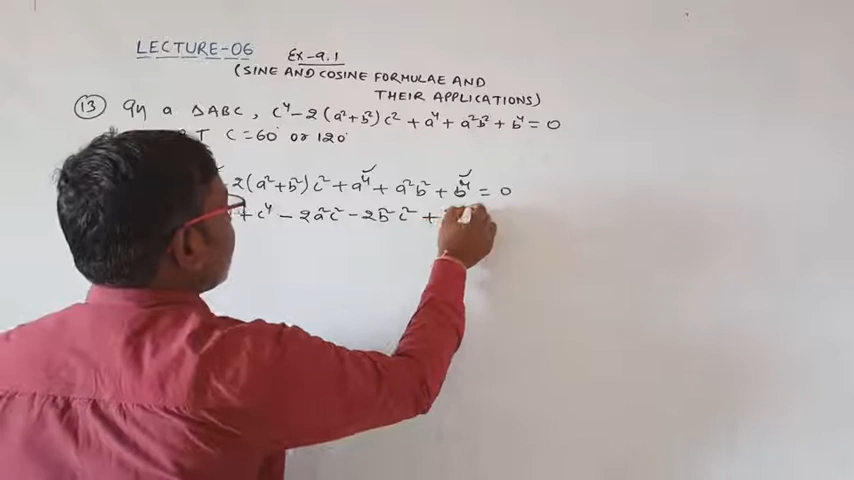 LECTURE-06 Ex-9.1
(SINE AND COSINE FORMULAE AND
THEIR APPLICATIONS)
(13) In a △ABC, c⁴-2(a²+b²)c²+a⁴+a²b²+b⁴=0
T C=60° or 120°
2(a²+b²)c²+a⁴+a²b²+b⁴=0
+c⁴-2a²c²-2b²c²+